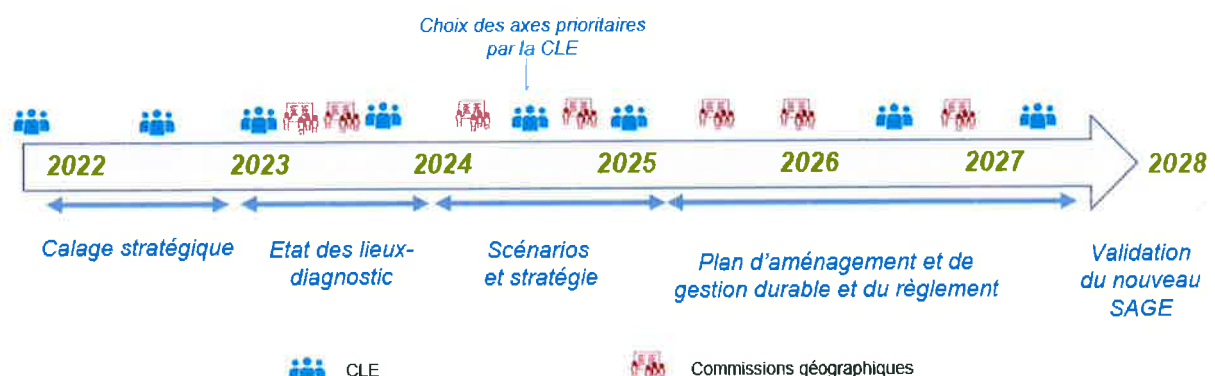 Choix des axes prioritaires
par la CLE
2022 2023 2024 2025 2026 2027 2028
Calage stratégique
Etat des lieux-
diagnostic
Scénarios
et stratégie
Plan d'aménagement et de
gestion durable et du règlement
Validation
du nouveau
SAGE
CLE
Commissions géographiques